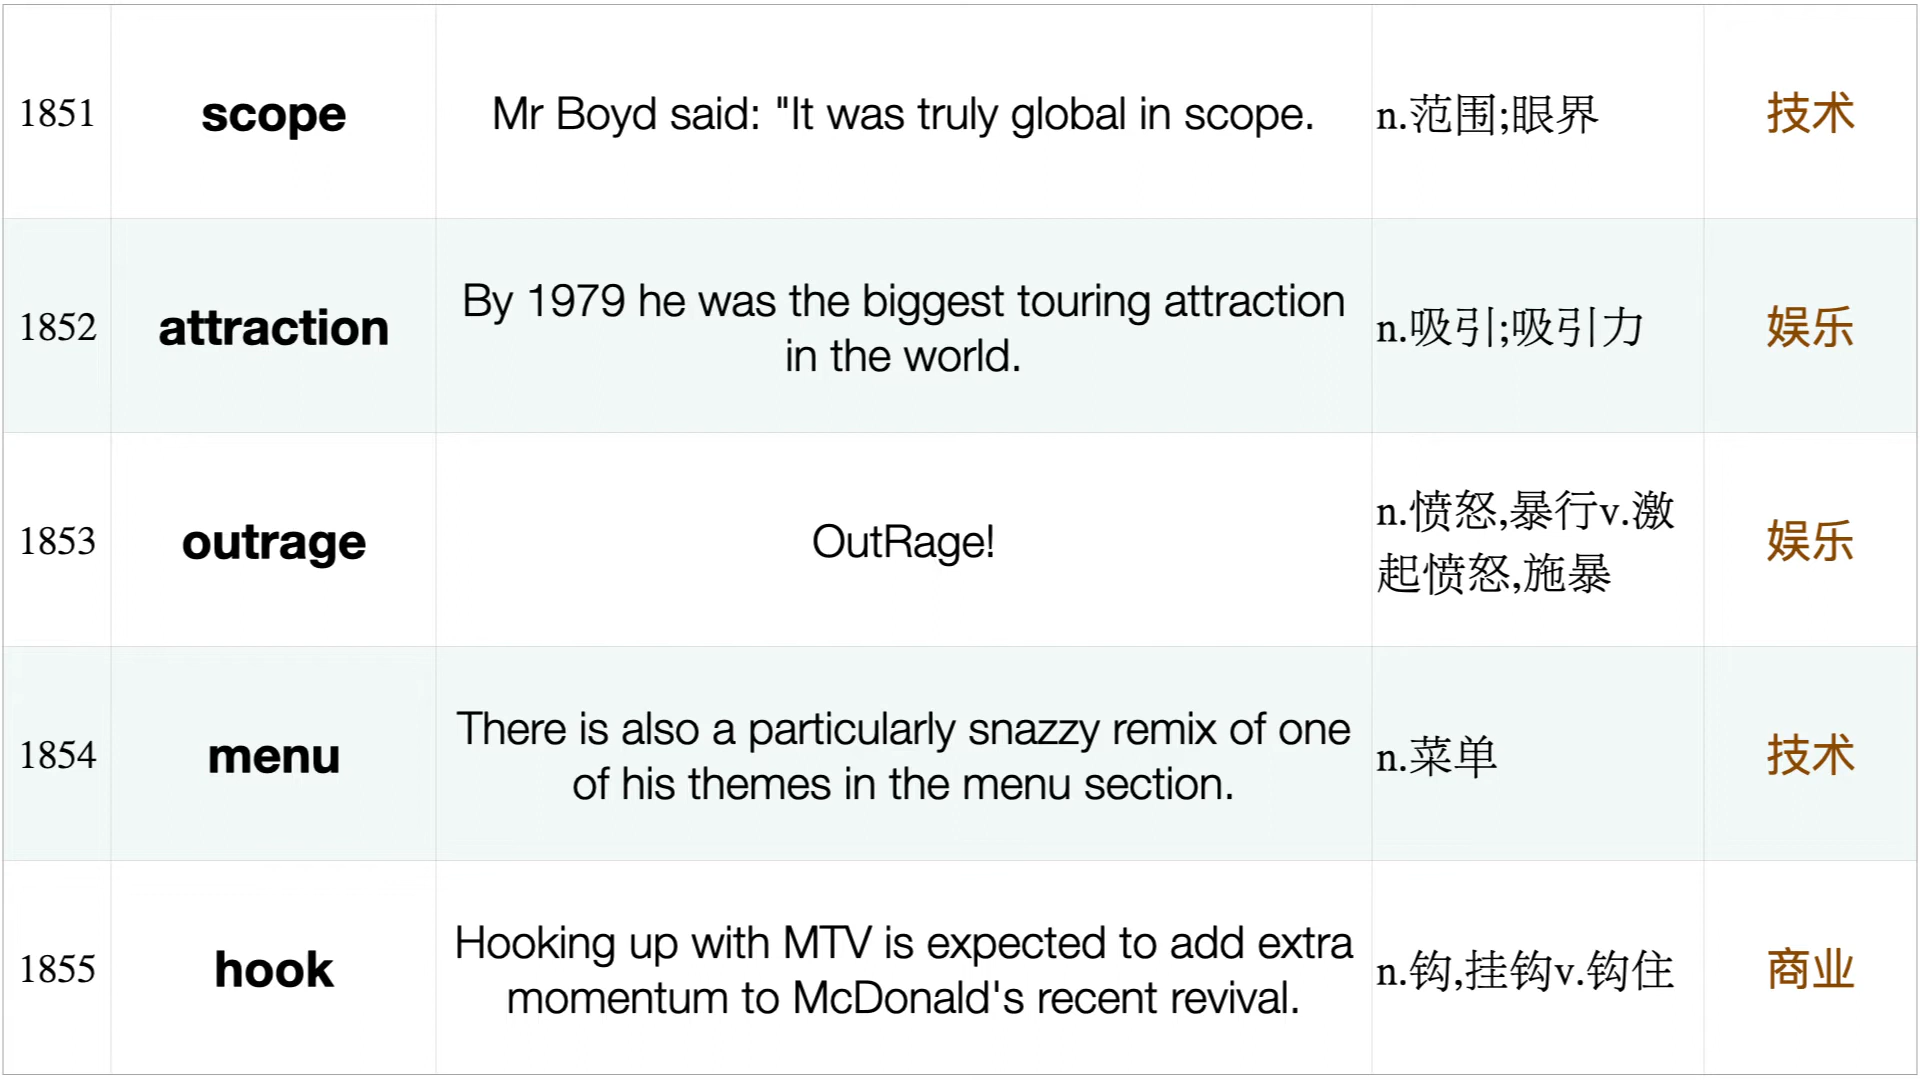 1851 scope Mr Boyd said: "It was truly global in scope. n.范围;眼界 技术
1852 attraction By 1979 he was the biggest touring attraction in the world. n.吸引;吸引力 娱乐
1853 outrage OutRage! n.愤怒,暴行v.激起愤怒,施暴 娱乐
1854 menu There is also a particularly snazzy remix of one of his themes in the menu section. n.菜单 技术
1855 hook Hooking up with MTV is expected to add extra momentum to McDonald's recent revival. n.钩,挂钩v.钩住 商业